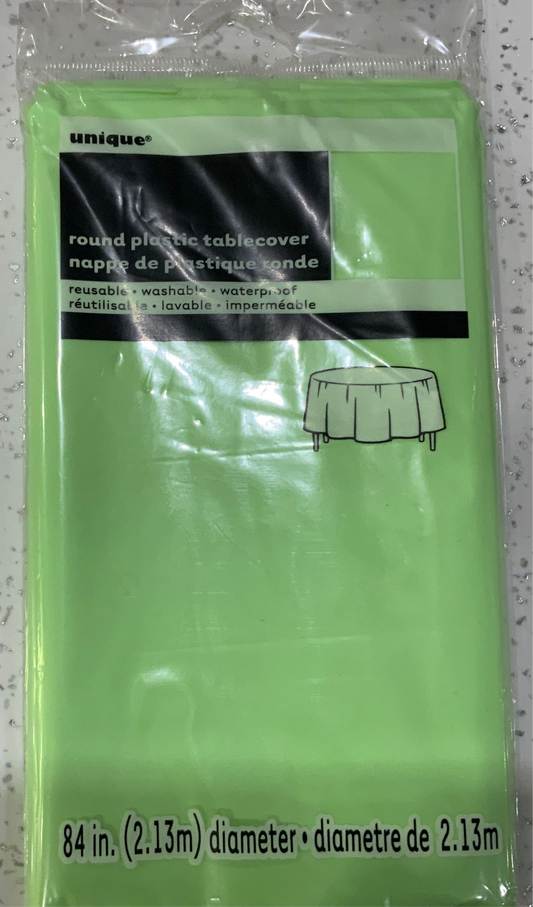 unique®
round plastic tablecover
nappe de plastique ronde
reusable • washable • waterproof
réutilisable • lavable • imperméable
84 in. (2.13m) diameter • diametre de 2.13m